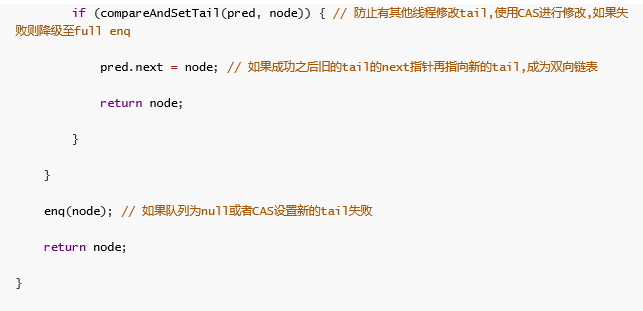 if (compareAndSetTail(pred, node)) { // 防止有其他线程修改tail,使用CAS进行修改,如果失
败则降级至full enq
pred.next = node; // 如果成功之后旧的tail的next指针再指向新的tail,成为双向链表
return node;
}
}
enq(node); // 如果队列为null或者CAS设置新的tail失败
return node;
}